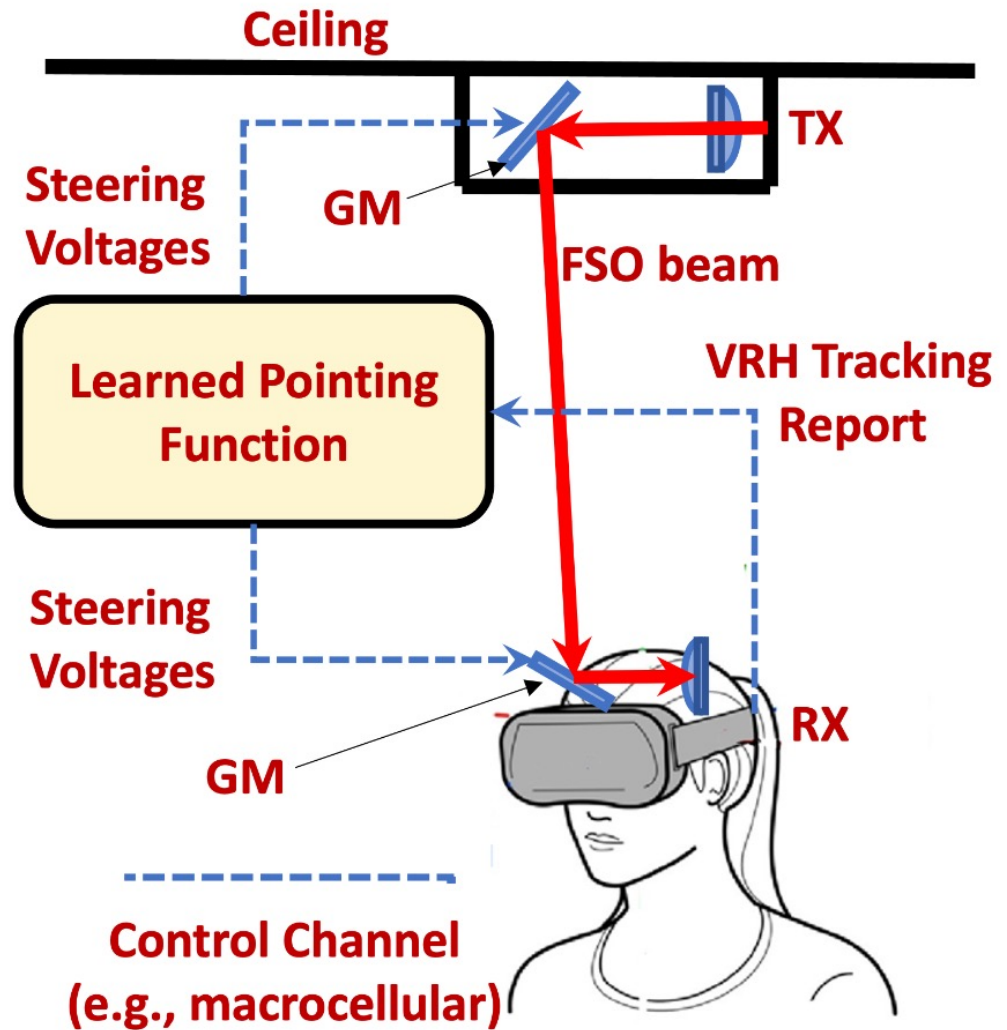 Ceiling
TX
Steering
Voltages
GM
FSO beam
Learned Pointing
Function
VRH Tracking
Report
Steering
Voltages
GM
RX
Control Channel
(e.g., macrocellular)